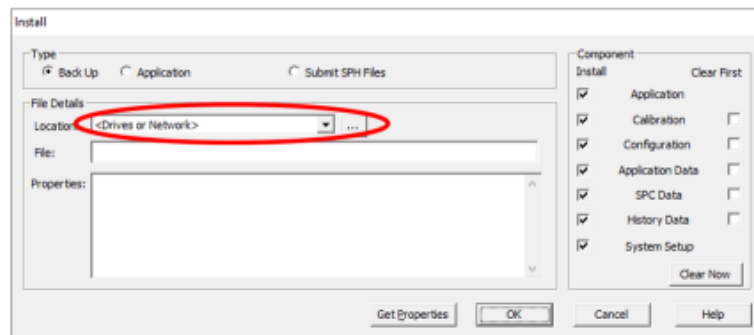 Install
Type
Back Up Application Submit SPH Files
File Details
Location: <Drives or Network> ...
File:
Properties:
Component
Install Clear First
Application
Calibration
Configuration
Application Data
SPC Data
History Data
System Setup
Clear Now
Get Properties OK Cancel Help